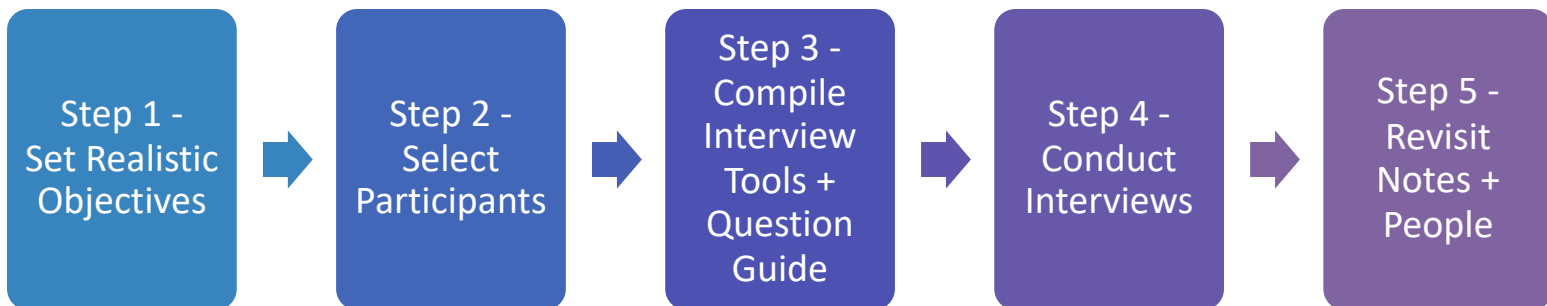 Step 1 -
Set Realistic
Objectives
Step 2 -
Select
Participants
Step 3 -
Compile
Interview
Tools +
Question
Guide
Step 4 -
Conduct
Interviews
Step 5 -
Revisit
Notes +
People